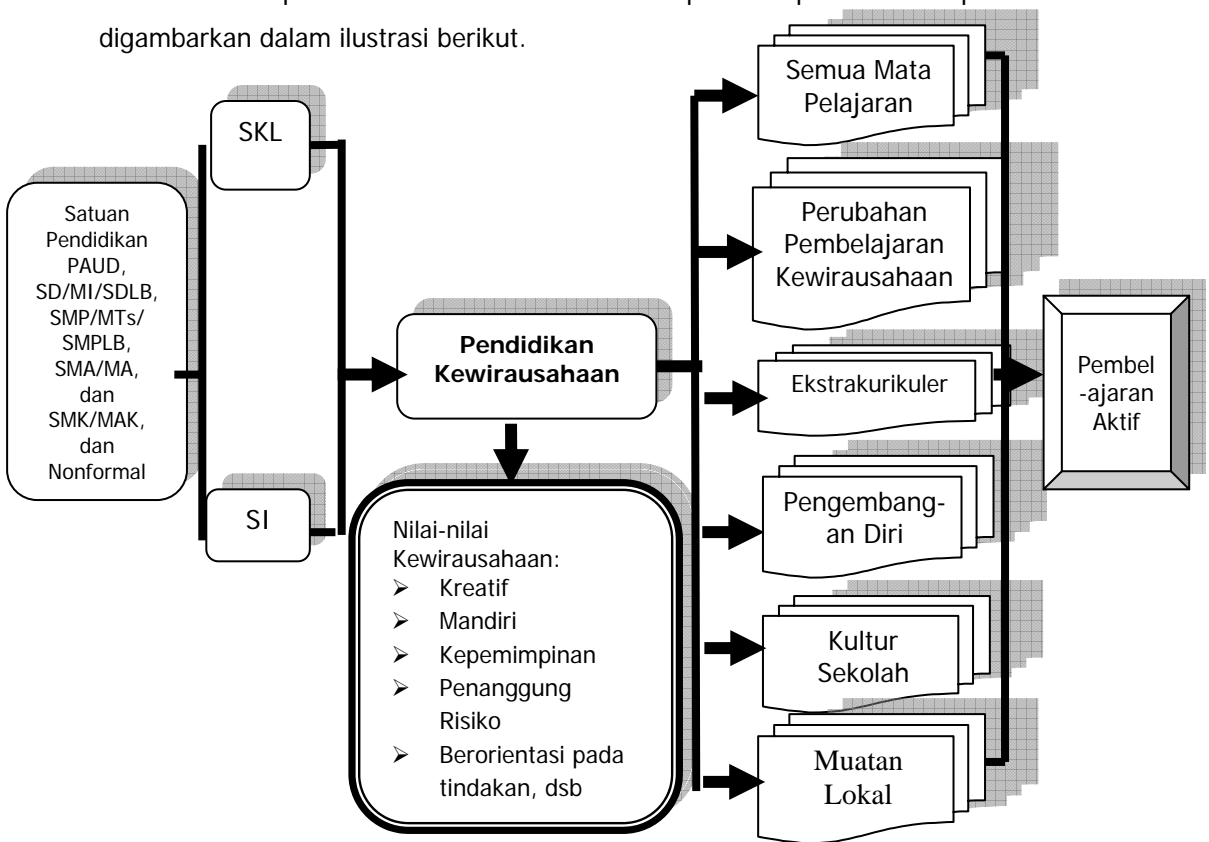 digambarkan dalam ilustrasi berikut.
Satuan
Pendidikan
PAUD,
SD/MI/SDLB,
SMP/MTs/
SMPLB,
SMA/MA,
dan
SMK/MAK,
dan
Nonformal
SKL
SI
Pendidikan
Kewirausahaan
Nilai-nilai
Kewirausahaan:
➢ Kreatif
➢ Mandiri
➢ Kepemimpinan
➢ Penanggung
Risiko
➢ Berorientasi pada
tindakan, dsb
Semua Mata
Pelajaran
Perubahan
Pembelajaran
Kewirausahaan
Ekstrakurikuler
Pengembang-
an Diri
Kultur
Sekolah
Muatan
Lokal
Pembel
-ajaran
Aktif